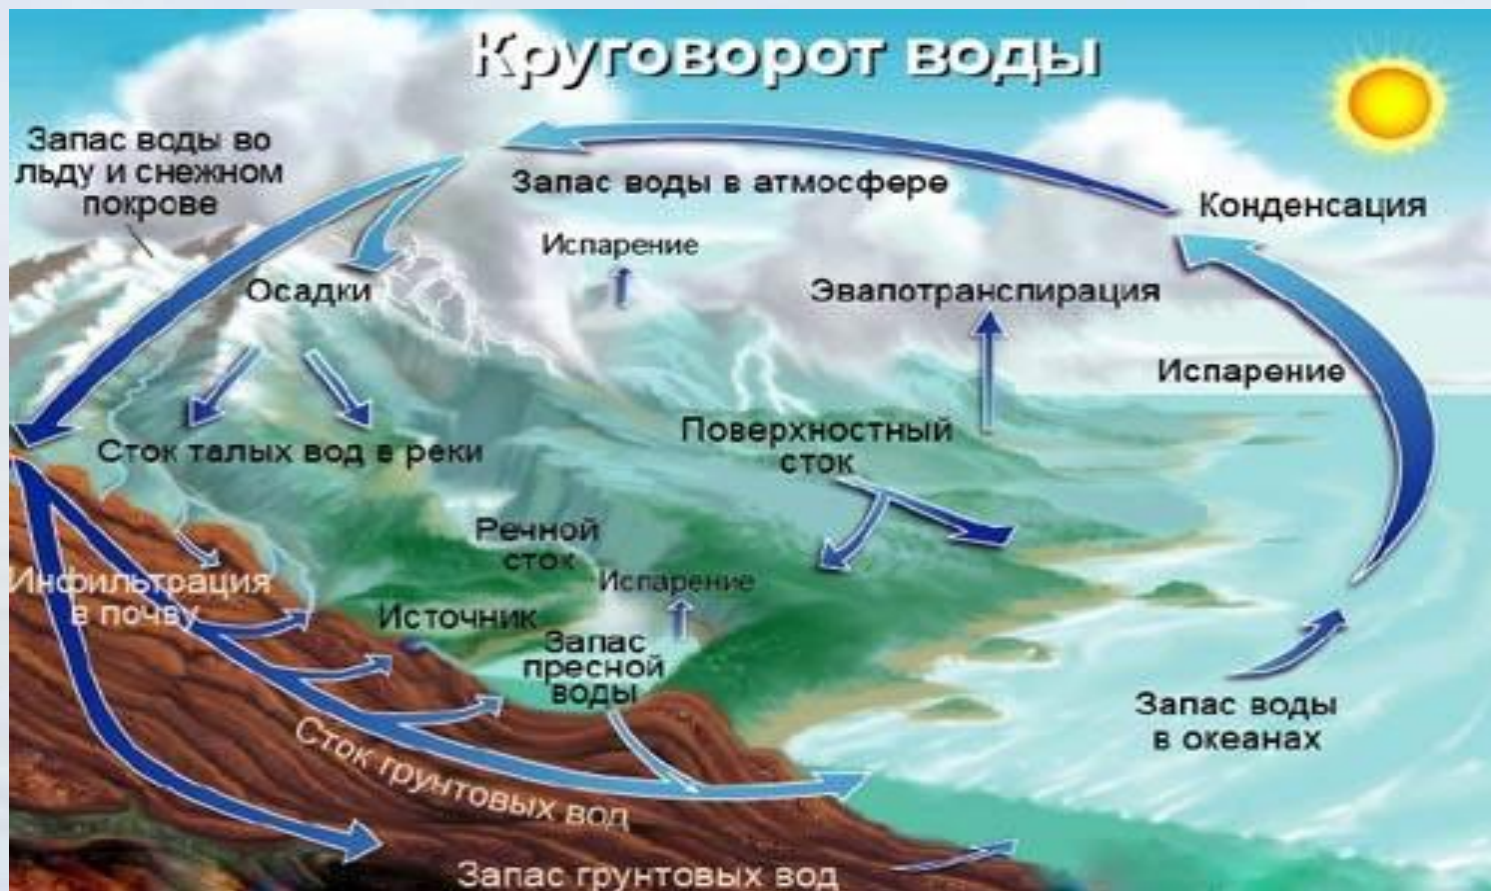 Круговорот воды
Запас воды во
льду и снежном
покрове
Запас воды в атмосфере
Конденсация
Испарение
Осадки
Эвапотранспирация
Испарение
Сток талых вод в реки
Поверхностный
сток
Речной
сток
Испарение
Инфильтрация
в почву
Источник
Запас
пресной
воды
Запас воды
в океанах
Сток грунтовых вод
Запас грунтовых вод